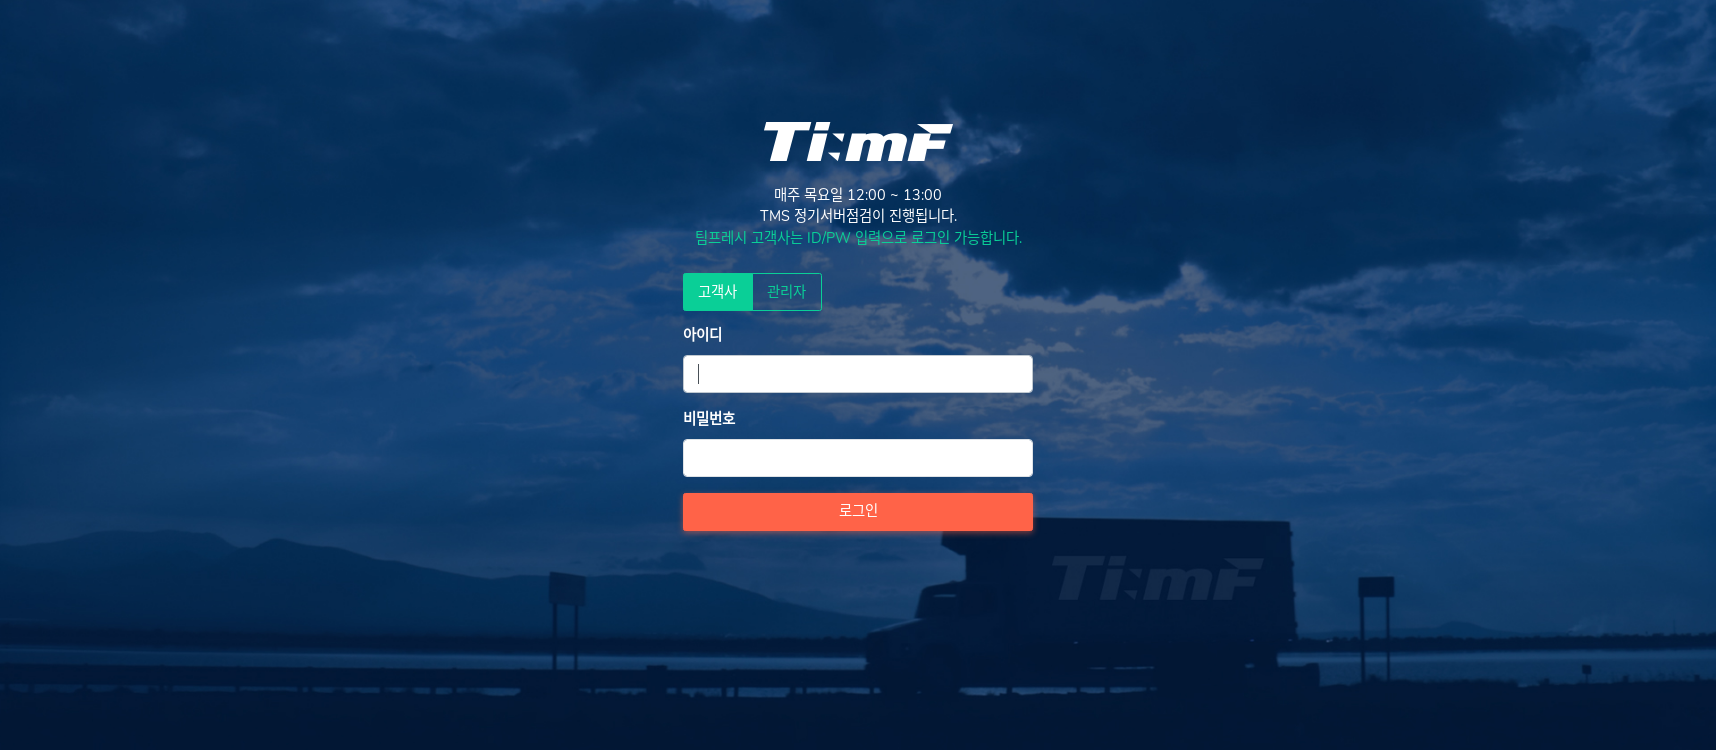 TimF
매주 목요일 12:00 ~ 13:00
TMS 정기서버점검이 진행됩니다.
팀프레시 고객사는 ID/PW 입력으로 로그인 가능합니다.
고객사 관리자
아이디
비밀번호
로그인
TimF